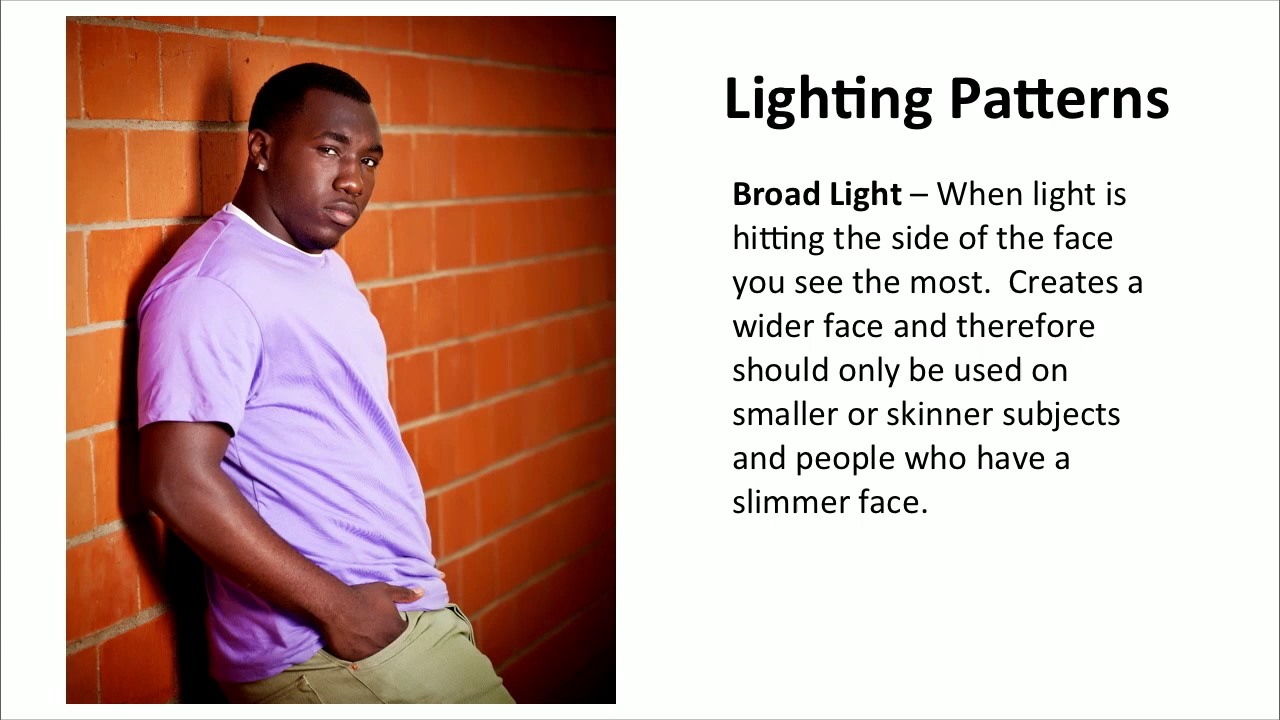 Lighting Patterns
Broad Light – When light is
hitting the side of the face
you see the most.  Creates a
wider face and therefore
should only be used on
smaller or skinner subjects
and people who have a
slimmer face.